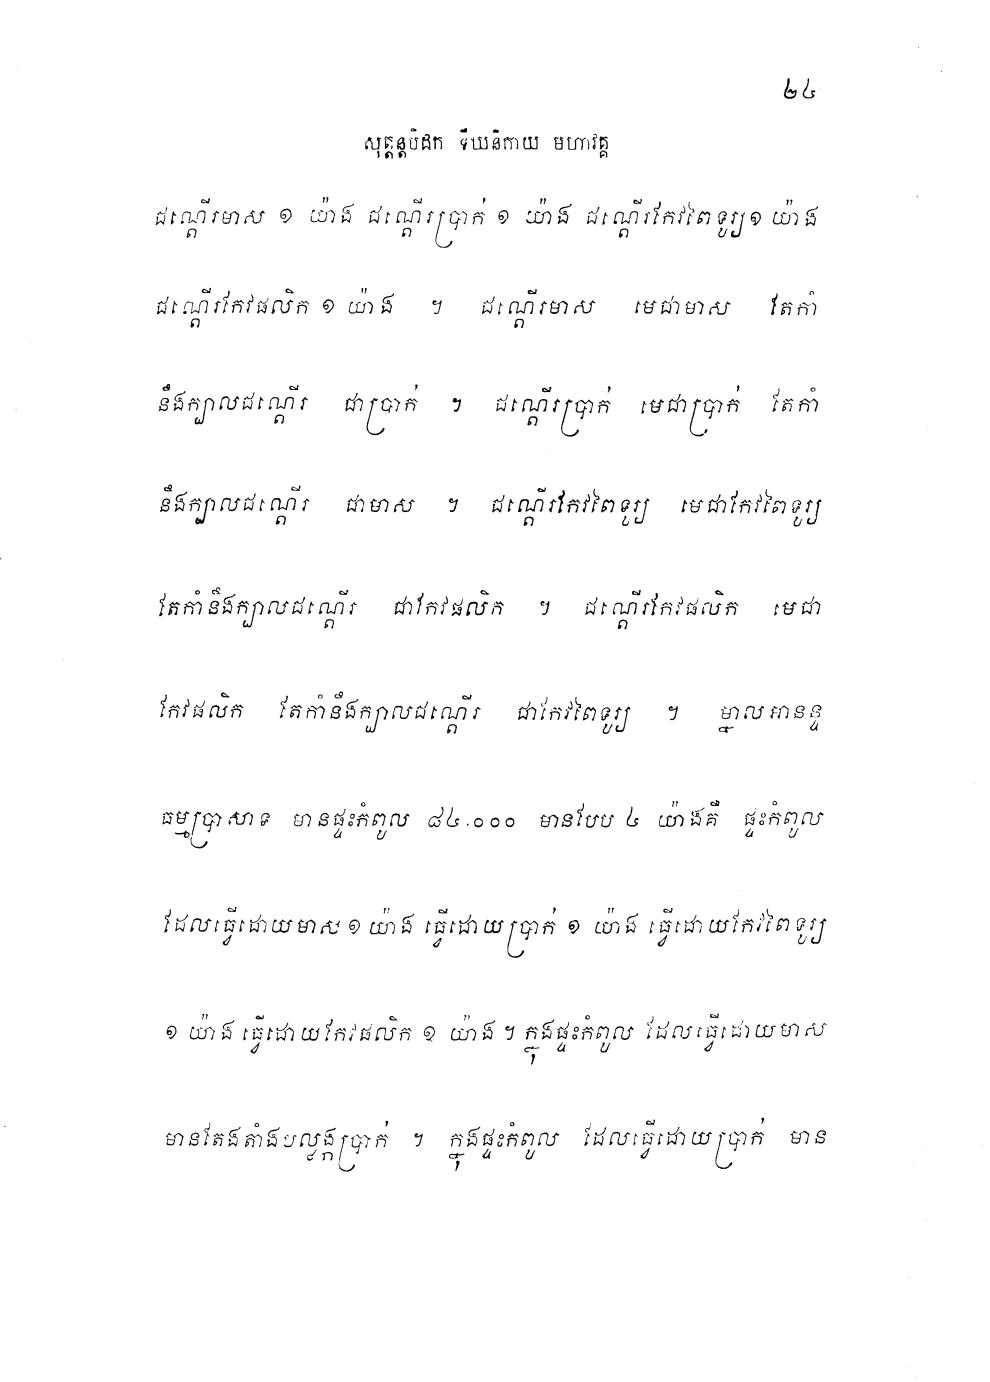 ២៤
សុត្តន្តបិដក ទីឃនិកាយ មហាវគ្គ
ជណ្តើរមាស ១ យ៉ាង ជណ្តើរប្រាក់ ១ យ៉ាង ជណ្តើរកែវពៃទូរ្យ ១ យ៉ាង
ជណ្តើរកែវផលិក ១ យ៉ាង ។ ជណ្តើរមាស មេជាមាស តែកាំ
នឹងក្បាលជណ្តើរ ជាប្រាក់ ។ ជណ្តើរប្រាក់ មេជាប្រាក់ តែកាំ
នឹងក្បាលជណ្តើរ ជាមាស ។ ជណ្តើរកែវពៃទូរ្យ មេជាកែវពៃទូរ្យ
តែកាំនឹងក្បាលជណ្តើរ ជាកែវផលិក ។ ជណ្តើរកែវផលិក មេជា
កែវផលិក តែកាំនឹងក្បាលជណ្តើរ ជាកែវពៃទូរ្យ ។ ម្នាលអានន្ទ
ធម្មប្រាសាទ មានផ្ទះកំពូល ៨៤.០០០ មានបែប ៤ យ៉ាងគឺ ផ្ទះកំពូល
ដែលធ្វើដោយមាស ១ យ៉ាង ធ្វើដោយប្រាក់ ១ យ៉ាង ធ្វើដោយកែវពៃទូរ្យ
១ យ៉ាង ធ្វើដោយកែវផលិក ១ យ៉ាង ។ ក្នុងផ្ទះកំពូល ដែលធ្វើដោយមាស
មានតែងតាំងបល្ល័ង្កប្រាក់ ។ ក្នុងផ្ទះកំពូល ដែលធ្វើដោយប្រាក់ មាន